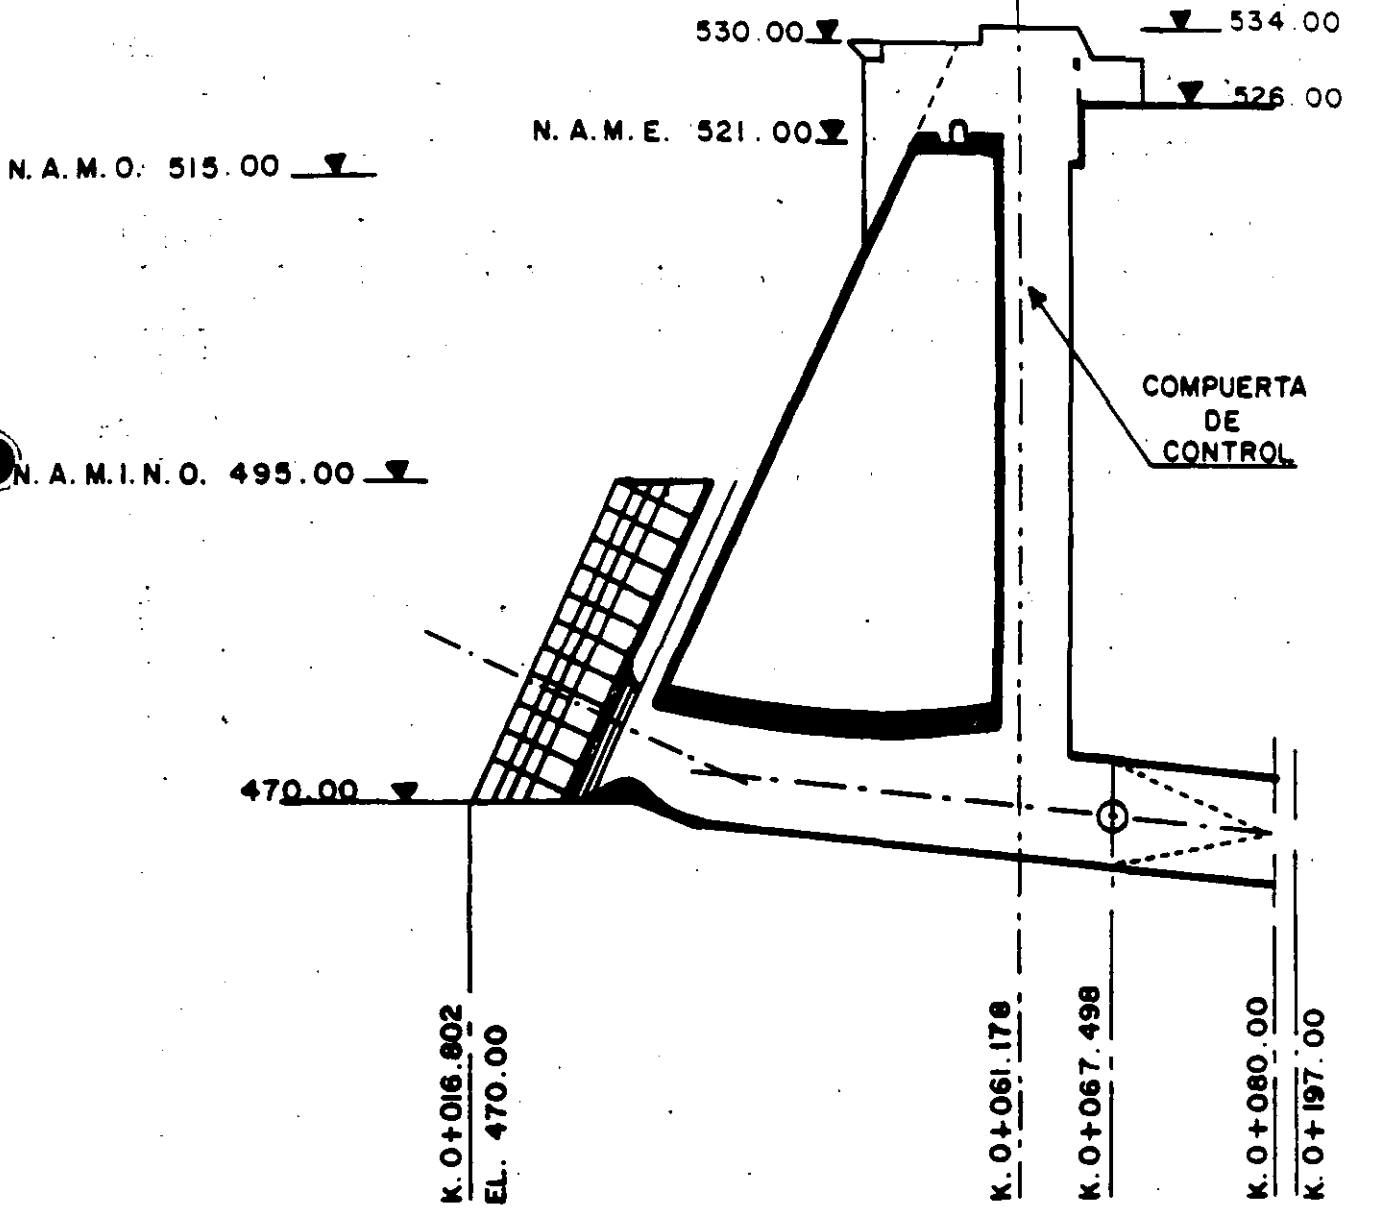 530.00
534.00
526.00
N. A. M. E. 521.00
N. A. M. O. 515.00
COMPUERTA
DE
CONTROL
N. A. M. I. N. O. 495.00
470.00
K. 0+016.802
EL. 470.00
K. 0+061.178
K. 0+067.498
K. 0+080.00
K. 0+197.00